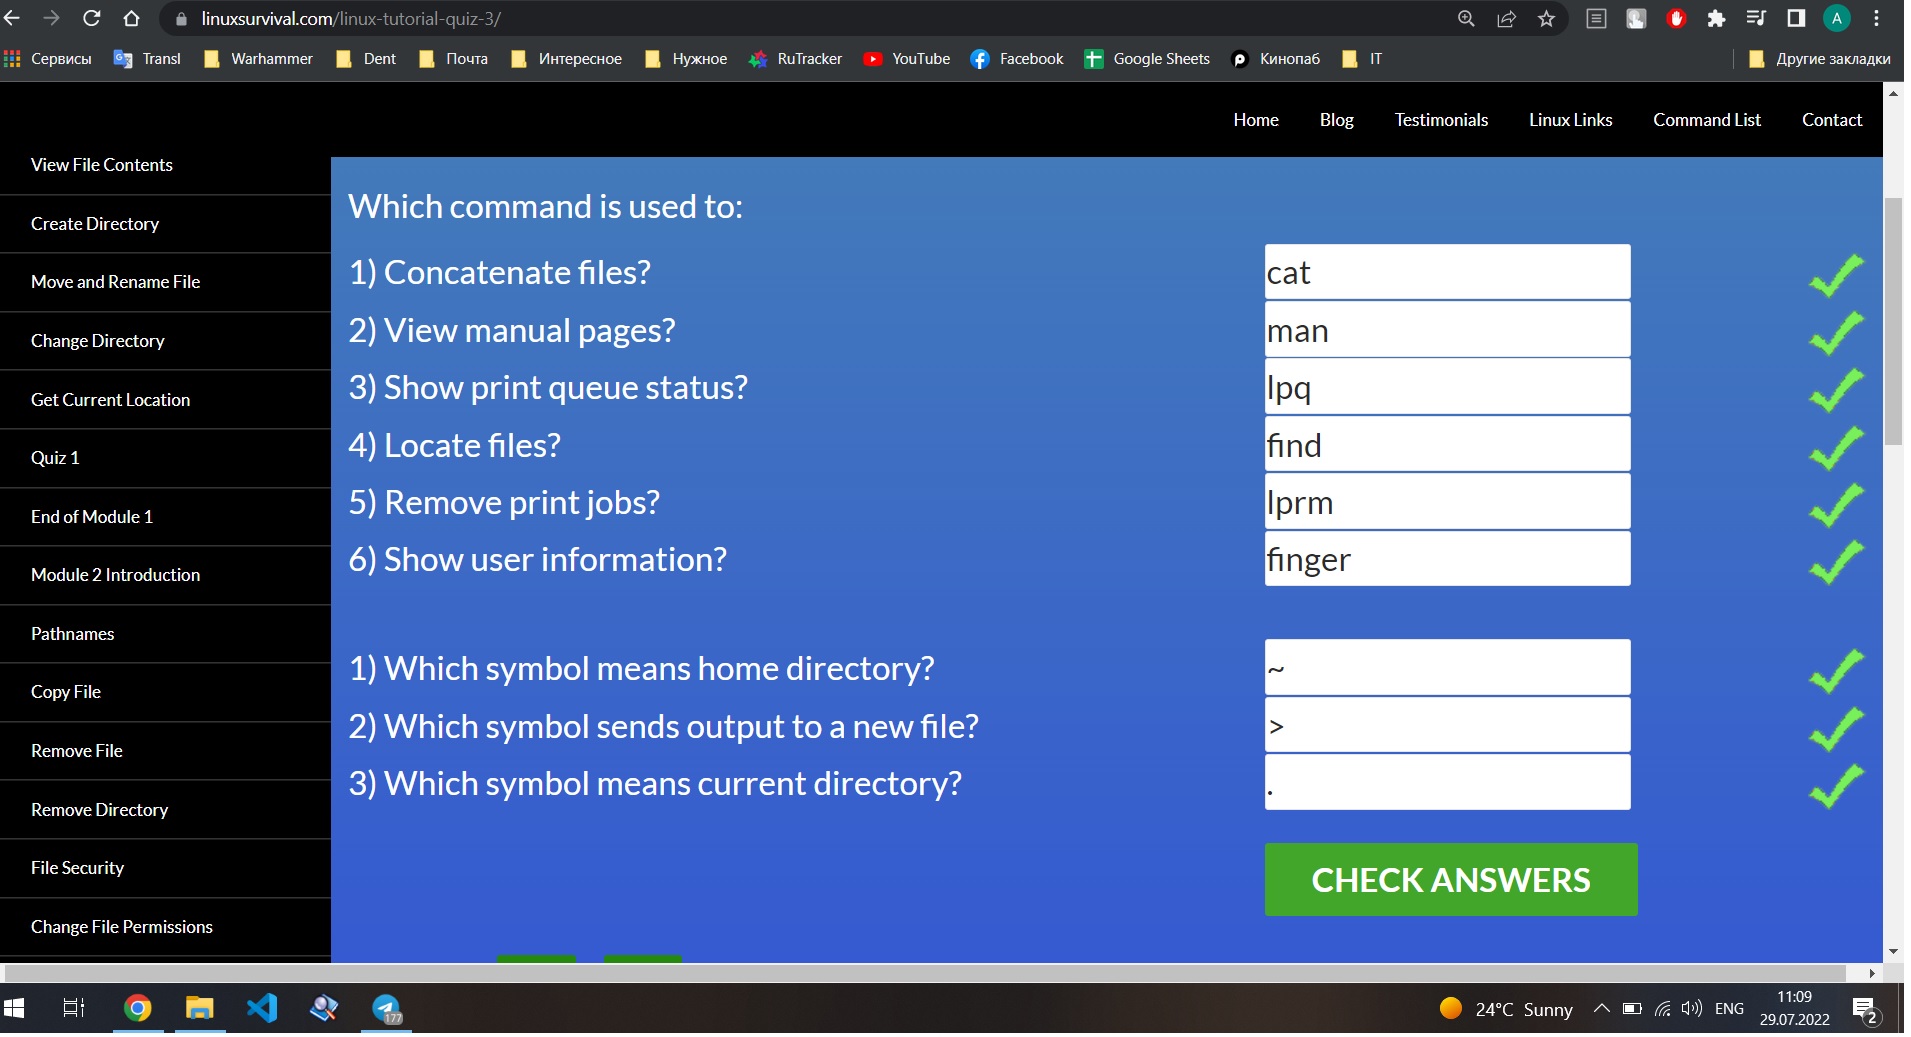 linuxsurvival.com/linux-tutorial-quiz-3/
A
Сервисы Transl Warhammer Dent Почта Интересное Нужное RuTracker YouTube Facebook Google Sheets Кинопаб IT Другие закладки
Home Blog Testimonials Linux Links Command List Contact
View File Contents
Create Directory
Move and Rename File
Change Directory
Get Current Location
Quiz 1
End of Module 1
Module 2 Introduction
Pathnames
Copy File
Remove File
Remove Directory
File Security
Change File Permissions
Which command is used to:
1) Concatenate files? cat
2) View manual pages? man
3) Show print queue status? lpq
4) Locate files? find
5) Remove print jobs? lprm
6) Show user information? finger
1) Which symbol means home directory? ~
2) Which symbol sends output to a new file? >
3) Which symbol means current directory? .
CHECK ANSWERS
177
24°C Sunny
ENG
11:09
29.07.2022
2